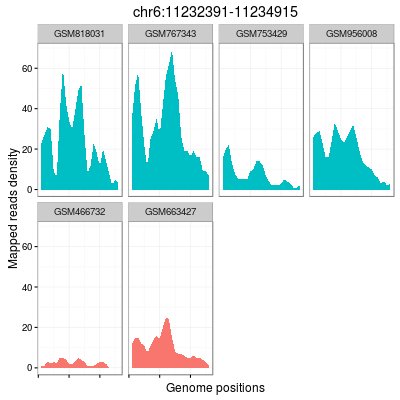 chr6:11232391-11234915
GSM818031 GSM767343 GSM753429 GSM956008
60
40
20
0
GSM466732 GSM663427
60
40
20
0
Mapped reads density
Genome positions